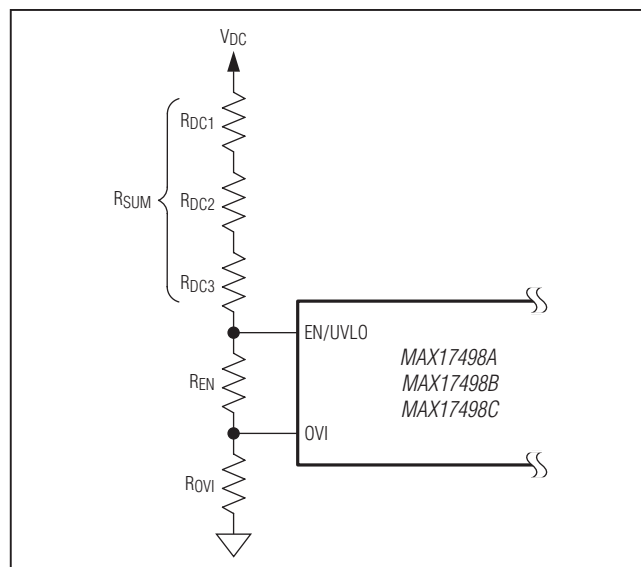 VDC
RDC1
RSUM
RDC2
RDC3
EN/UVLO
MAX17498A
MAX17498B
MAX17498C
REN
OVI
ROVI